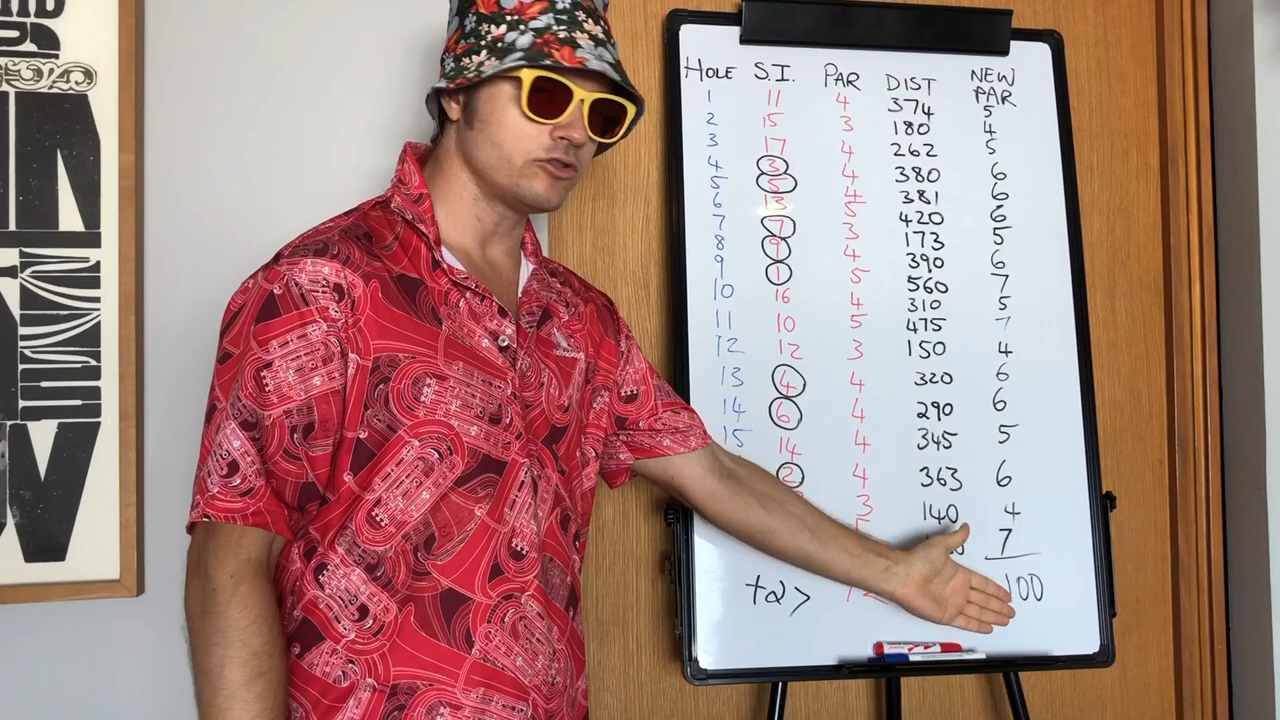 HOLE S.I. PAR DIST NEW PAR
1 11 4 374 5
2 15 3 180 4
3 17 4 262 5
4 3 4 380 6
5 5 4 381 6
6 13 5 420 6
7 7 3 173 5
8 9 4 390 6
9 1 5 560 7
10 16 4 310 5
11 10 5 475 7
12 12 3 150 4
13 4 4 320 6
14 6 4 290 6
15 14 4 345 5
2 4 363 6
3 140 4
7
100